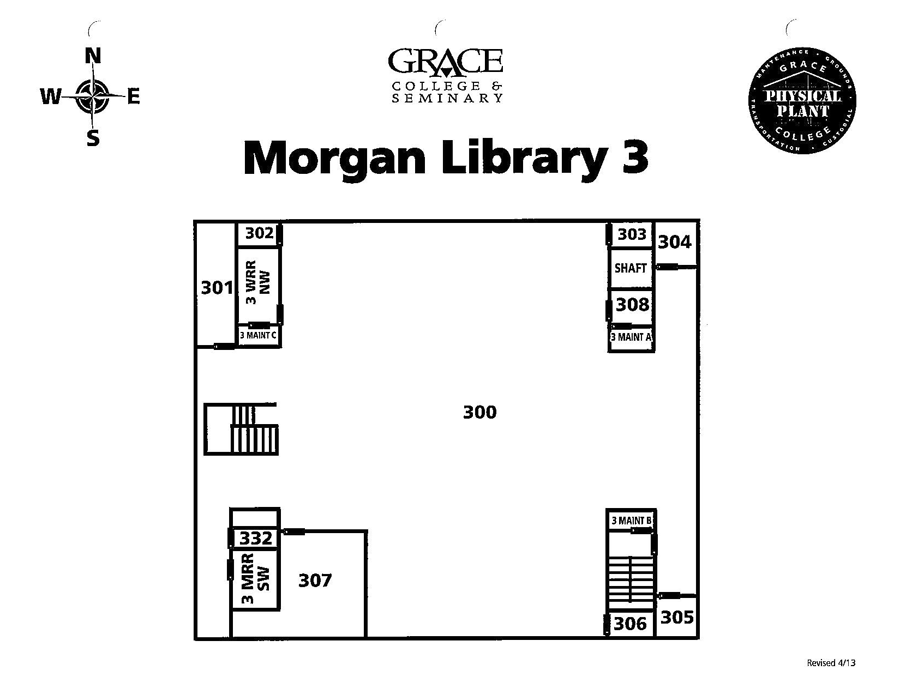 N
W E
S
GRACE
COLLEGE &
SEMINARY
MAINTENANCE • GROUNDS
GRACE
PHYSICAL
PLANT
COLLEGE
TRANSPORTATION • CUSTODIAL
Morgan Library 3
302
303
304
301
3 WRR
NW
SHAFT
308
3 MAINT C
3 MAINT A
300
3 MAINT B
332
3 MRR
SW
307
306
305
Revised 4/13